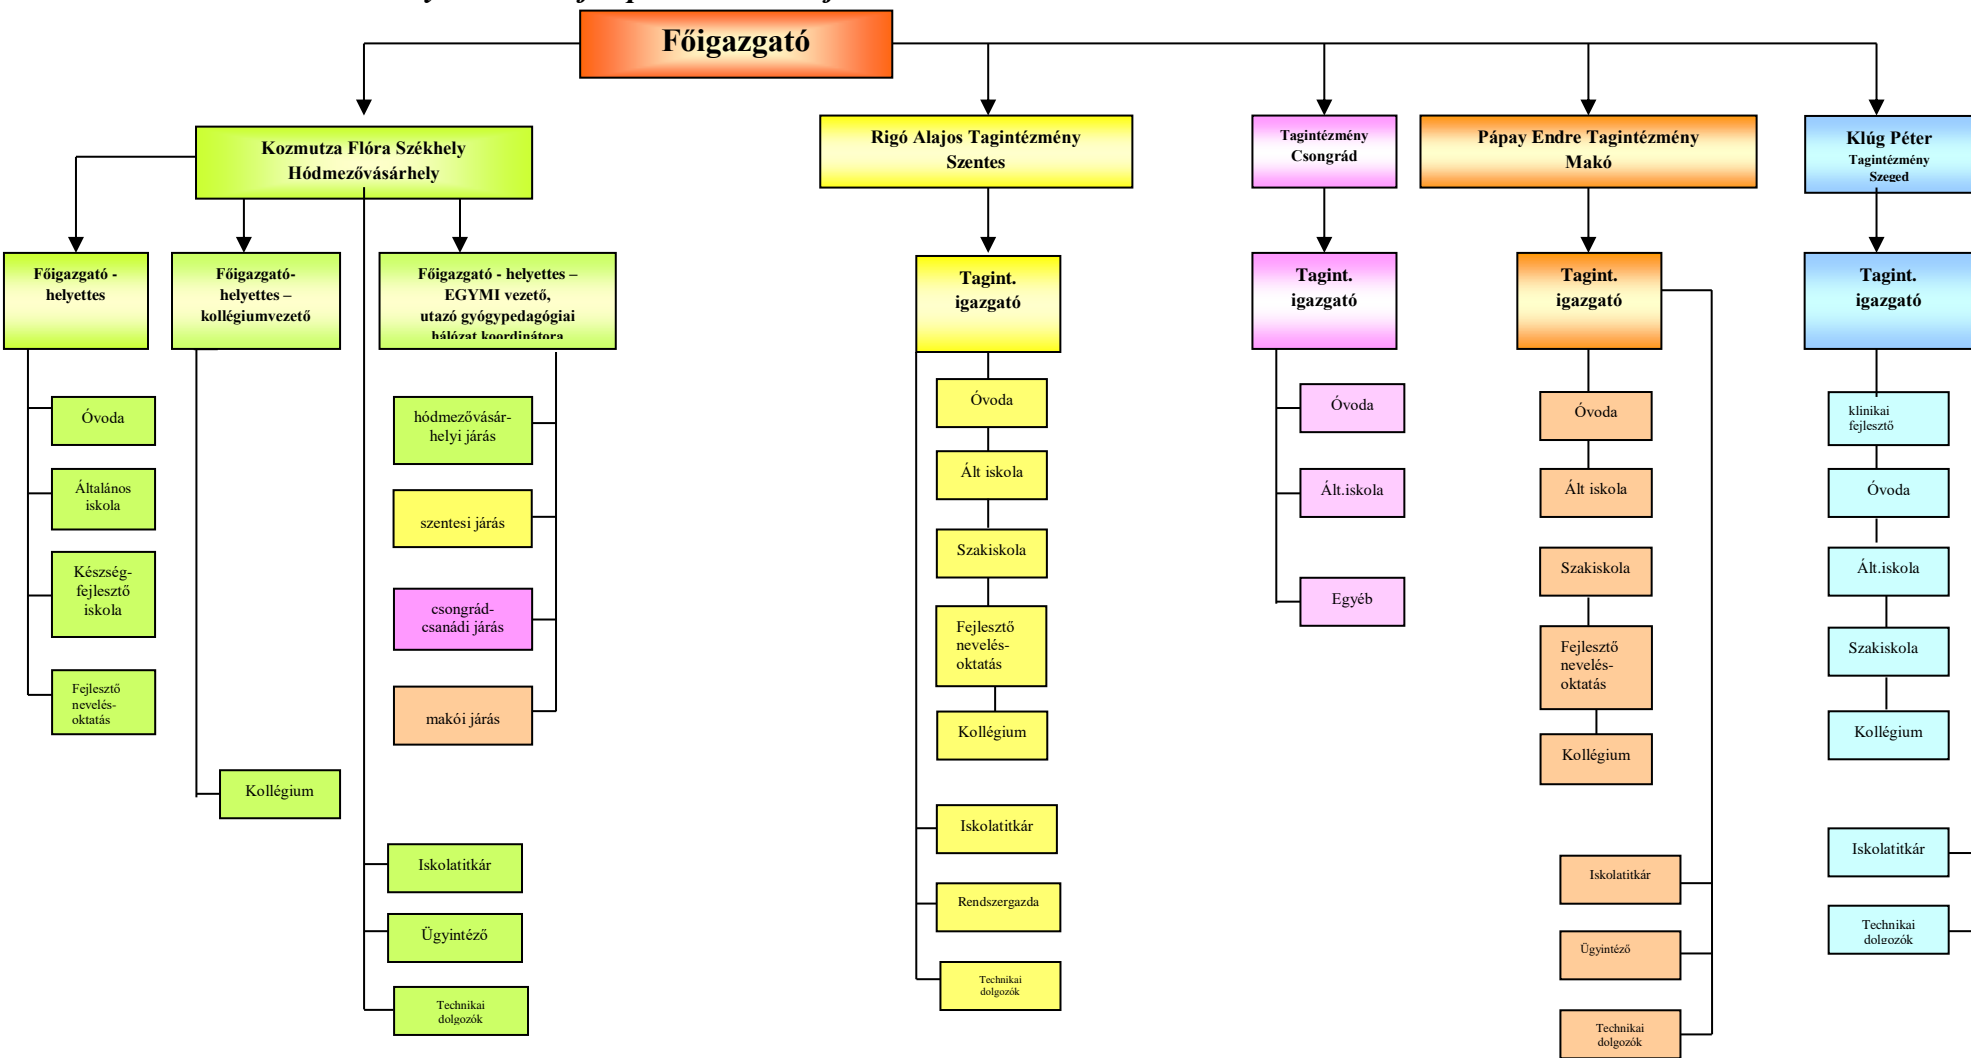 Főigazgató
Kozmutza Flóra Székhely
Hódmezővásárhely
Rigó Alajos Tagintézmény
Szentes
Tagintézmény
Csongrád
Pápay Endre Tagintézmény
Makó
Klúg Péter
Tagintézmény
Szeged
Főigazgató -
helyettes
Főigazgató-
helyettes –
kollégiumvezető
Főigazgató - helyettes –
EGYMI vezető,
utazó gyógypedagógiai
hálózat koordinátora
Tagint.
igazgató
Tagint.
igazgató
Tagint.
igazgató
Tagint.
igazgató
Óvoda
Általános
iskola
Készség-
fejlesztő
iskola
Fejlesztő
nevelés-
oktatás
Kollégium
hódmezővásár-
helyi járás
szentesi járás
csongrád-
csanádi járás
makói járás
Iskolatitkár
Ügyintéző
Technikai
dolgozók
Óvoda
Ált iskola
Szakiskola
Fejlesztő
nevelés-
oktatás
Kollégium
Iskolatitkár
Rendszergazda
Technikai
dolgozók
Óvoda
Ált.iskola
Egyéb
Óvoda
Ált iskola
Szakiskola
Fejlesztő
nevelés-
oktatás
Kollégium
Iskolatitkár
Ügyintéző
Technikai
dolgozók
klinikai
fejlesztő
Óvoda
Ált.iskola
Szakiskola
Kollégium
Iskolatitkár
Technikai
dolgozók